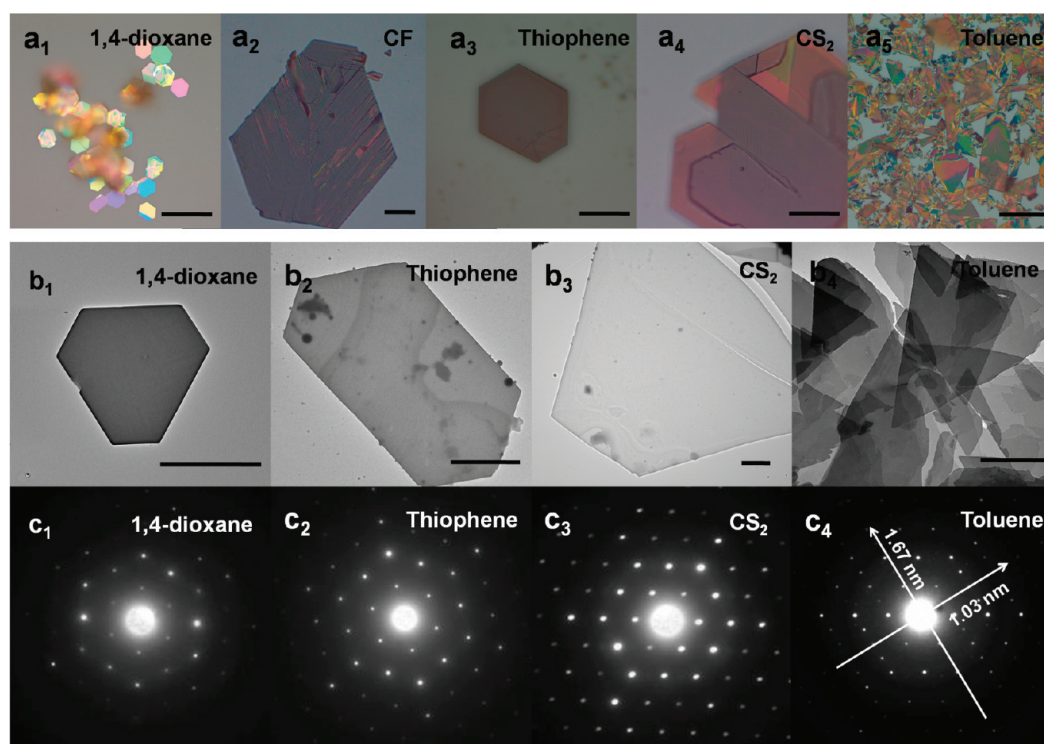 a1 1,4-dioxane
a2 CF
a3 Thiophene
a4 CS2
a5 Toluene
b1 1,4-dioxane
b2 Thiophene
b3 CS2
b4 Toluene
c1 1,4-dioxane
c2 Thiophene
c3 CS2
c4 Toluene
1.67 nm
1.03 nm